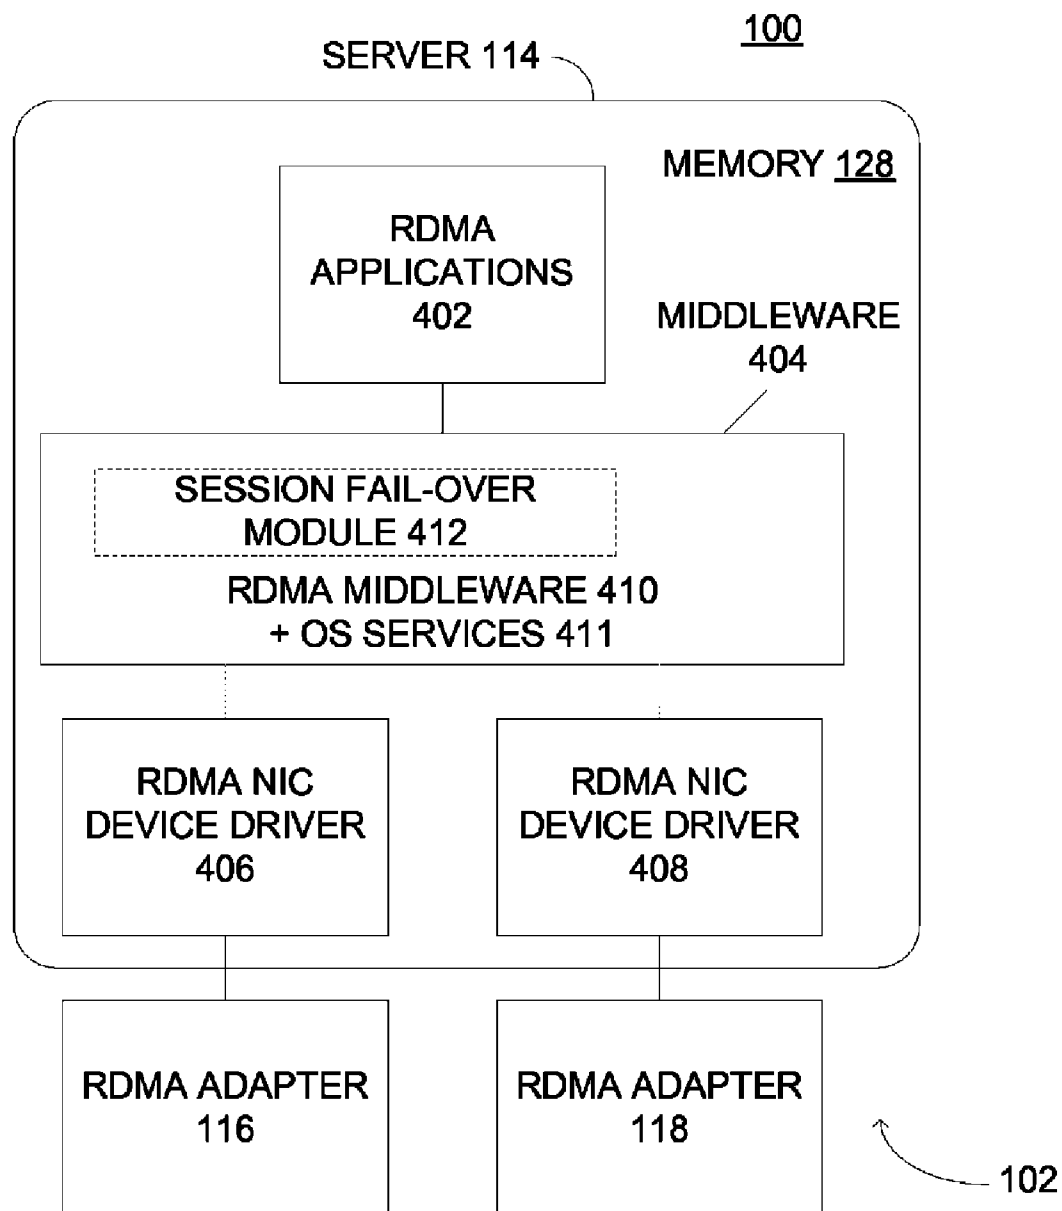 100
SERVER 114
MEMORY 128
RDMA
APPLICATIONS
402
MIDDLEWARE
404
SESSION FAIL-OVER
MODULE 412
RDMA MIDDLEWARE 410
+ OS SERVICES 411
RDMA NIC
DEVICE DRIVER
406
RDMA NIC
DEVICE DRIVER
408
RDMA ADAPTER
116
RDMA ADAPTER
118
102